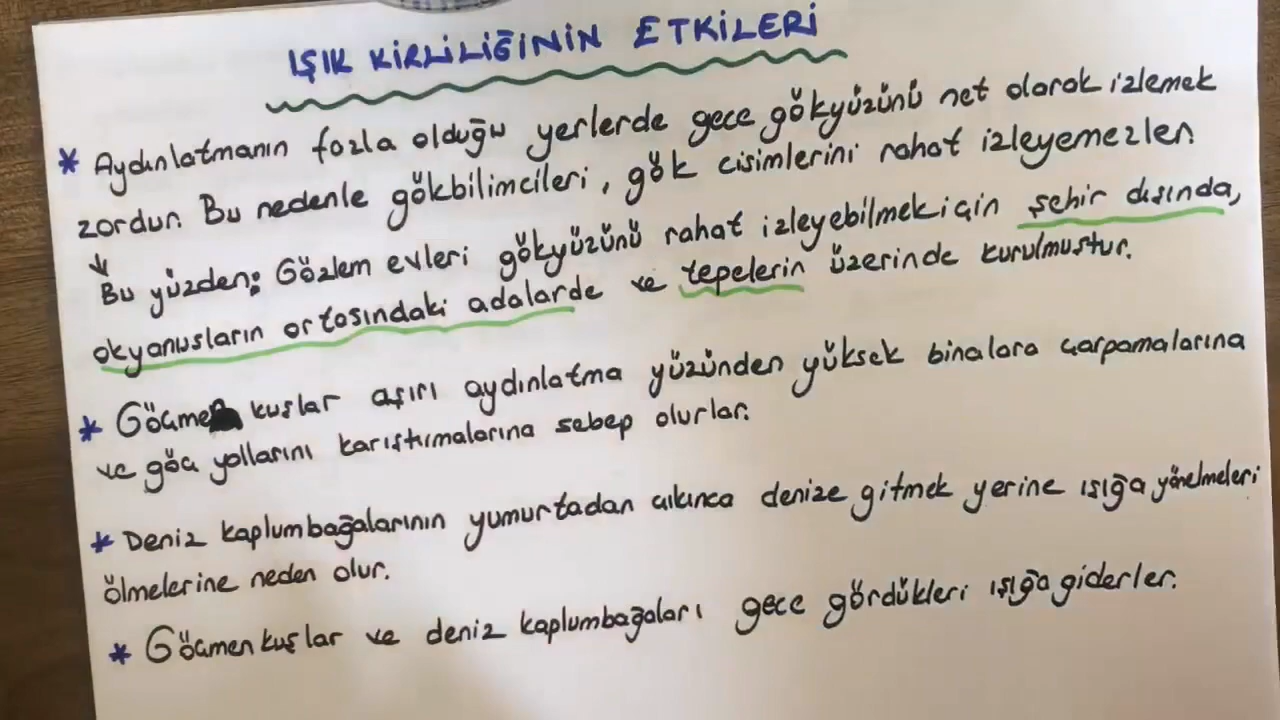 IŞIK KİRLİLİĞİNİN ETKİLERİ
* Aydınlatmanın fazla olduğu yerlerde gece gökyüzünü net olarak izlemek
zordur. Bu nedenle gökbilimcileri, gök cisimlerini rahat izleyemezler.
Bu yüzden; Gözlem evleri gökyüzünü rahat izleyebilmek için şehir dışında,
okyanusların ortasındaki adalarde ve tepelerin üzerinde kurulmuştur.
* Göçmen kuşlar aşırı aydınlatma yüzünden yüksek binalara çarpamalarına
ve göç yollarını karıştırmalarına sebep olurlar.
* Deniz kaplumbağalarının yumurtadan çıkınca denize gitmek yerine ışığa yönelmeleri
ölmelerine neden olur.
* Göçmen kuşlar ve deniz kaplumbağaları gece gördükleri ışığa giderler.